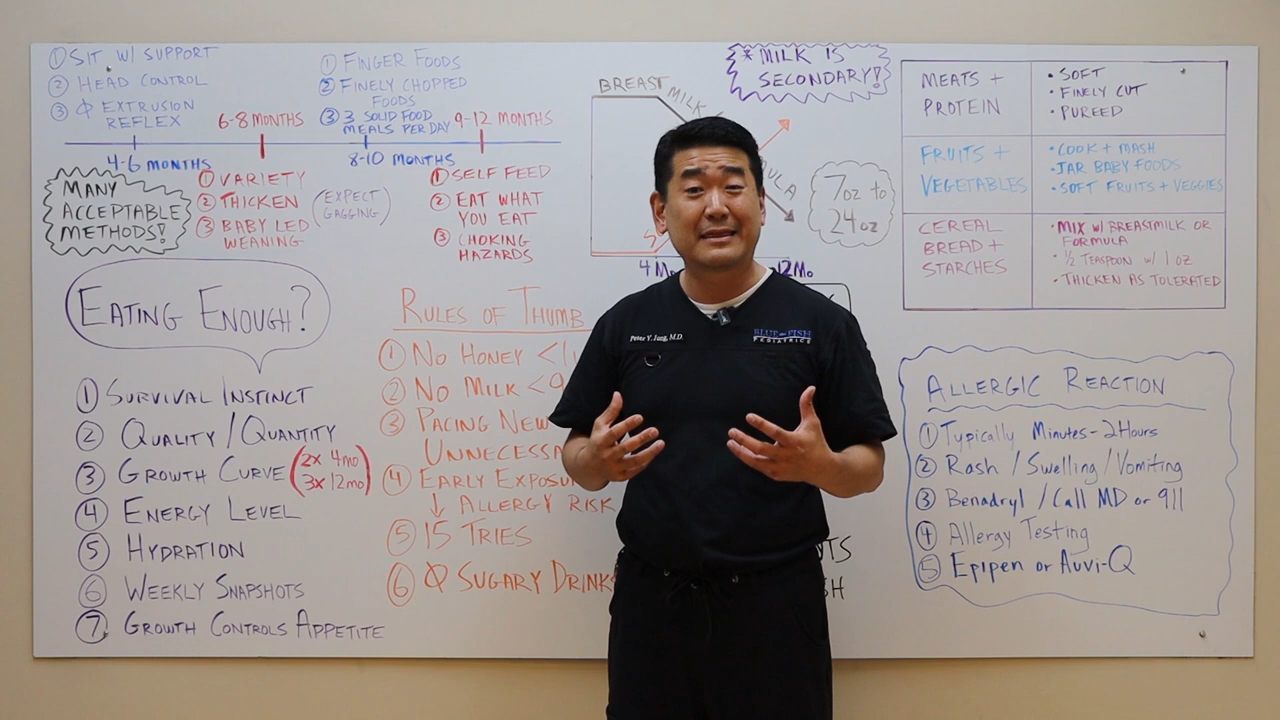 ① SIT W/ SUPPORT
② HEAD CONTROL
③ Φ EXTRUSION
REFLEX
4-6 MONTHS
6-8 MONTHS
① VARIETY
② THICKEN
③ BABY LED
WEANING
(EXPECT
GAGGING)
① FINGER FOODS
② FINELY CHOPPED
FOODS
③ 3 SOLID FOOD
MEALS PER DAY
8-10 MONTHS
9-12 MONTHS
① SELF FEED
② EAT WHAT
YOU EAT
③ CHOKING
HAZARDS
MANY
ACCEPTABLE
METHODS!
BREAST MILK
* MILK IS
SECONDARY!
7oz to
24oz
4 Mo
12Mo
MEATS +
PROTEIN
• SOFT
• FINELY CUT
• PUREED
FRUITS +
VEGETABLES
• COOK + MASH
• JAR BABY FOODS
• SOFT FRUITS + VEGGIES
CEREAL
BREAD +
STARCHES
• MIX W/ BREASTMILK OR
FORMULA
• ½ TEASPOON W/ 1 OZ
• THICKEN AS TOLERATED
EATING ENOUGH?
① SURVIVAL INSTINCT
② QUALITY/QUANTITY
③ GROWTH CURVE (2x 4mo
3x 12mo)
④ ENERGY LEVEL
⑤ HYDRATION
⑥ WEEKLY SNAPSHOTS
⑦ GROWTH CONTROLS APPETITE
RULES OF THUMB
① NO HONEY <
② NO MILK <9
③ PACING NEW
④ EARLY
↓ ALLERGY RISK
⑤ 15 TRIES
⑥ Φ SUGARY DRINKS
Peter Y. Jung, M.D.
BLUE FISH
PEDIATRICS
ALLERGIC REACTION
① Typically Minutes-2Hours
② Rash/Swelling/Vomiting
③ Benadryl/Call MD or 911
④ Allergy Testing
⑤ Epipen or Auvi-Q